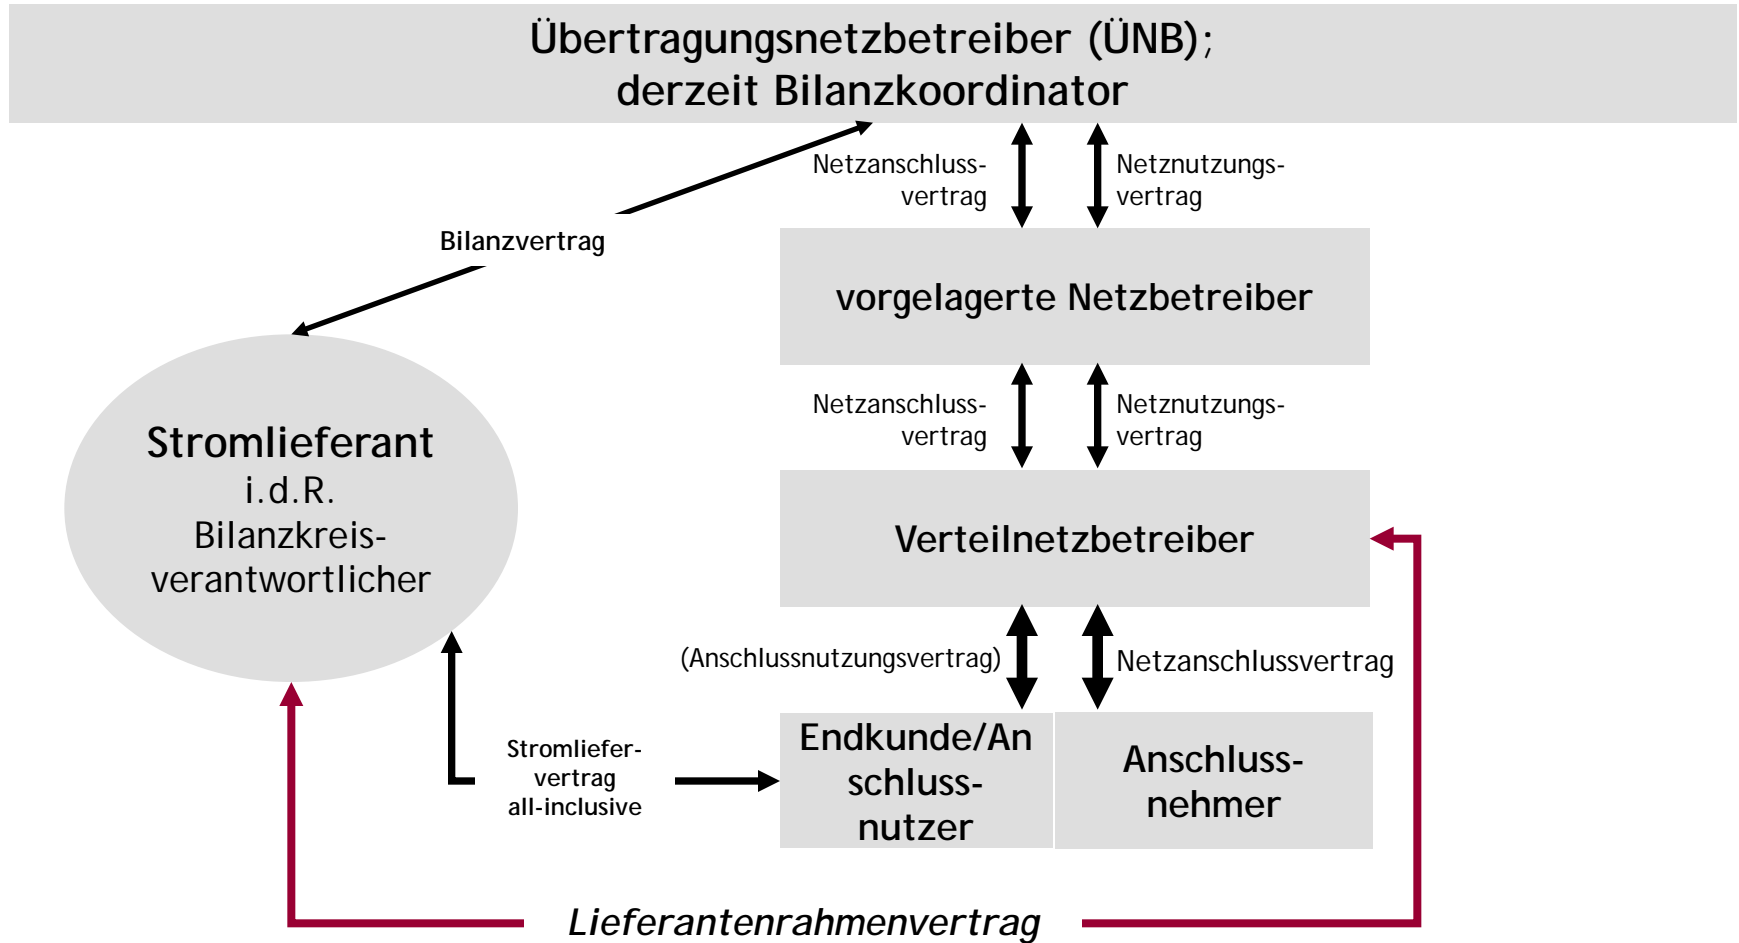 Übertragungsnetzbetreiber (ÜNB);
derzeit Bilanzkoordinator
Netzanschluss-
vertrag
Netznutzungs-
vertrag
Bilanzvertrag
vorgelagerte Netzbetreiber
Netzanschluss-
vertrag
Netznutzungs-
vertrag
Stromlieferant
i.d.R.
Bilanzkreis-
verantwortlicher
Verteilnetzbetreiber
(Anschlussnutzungsvertrag)
Netzanschlussvertrag
Stromliefer-
vertrag
all-inclusive
Endkunde/An
schluss-
nutzer
Anschluss-
nehmer
Lieferantenrahmenvertrag